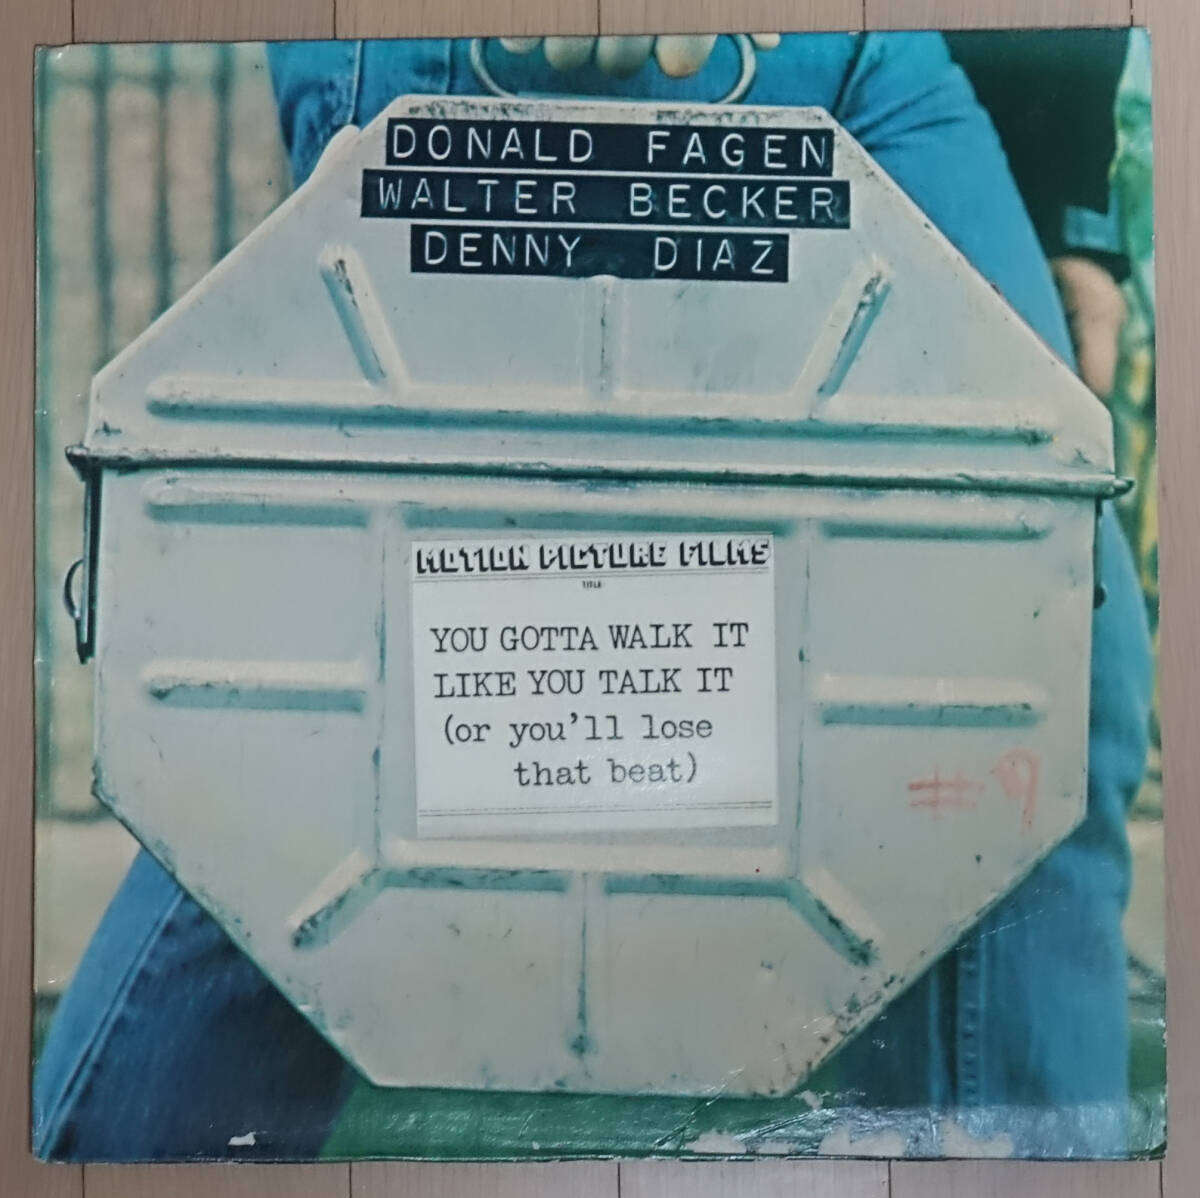 DONALD FAGEN
WALTER BECKER
DENNY DIAZ
MOTION PICTURE FILMS
TITLE
YOU GOTTA WALK IT
LIKE YOU TALK IT
(or you'll lose
that beat)
#9